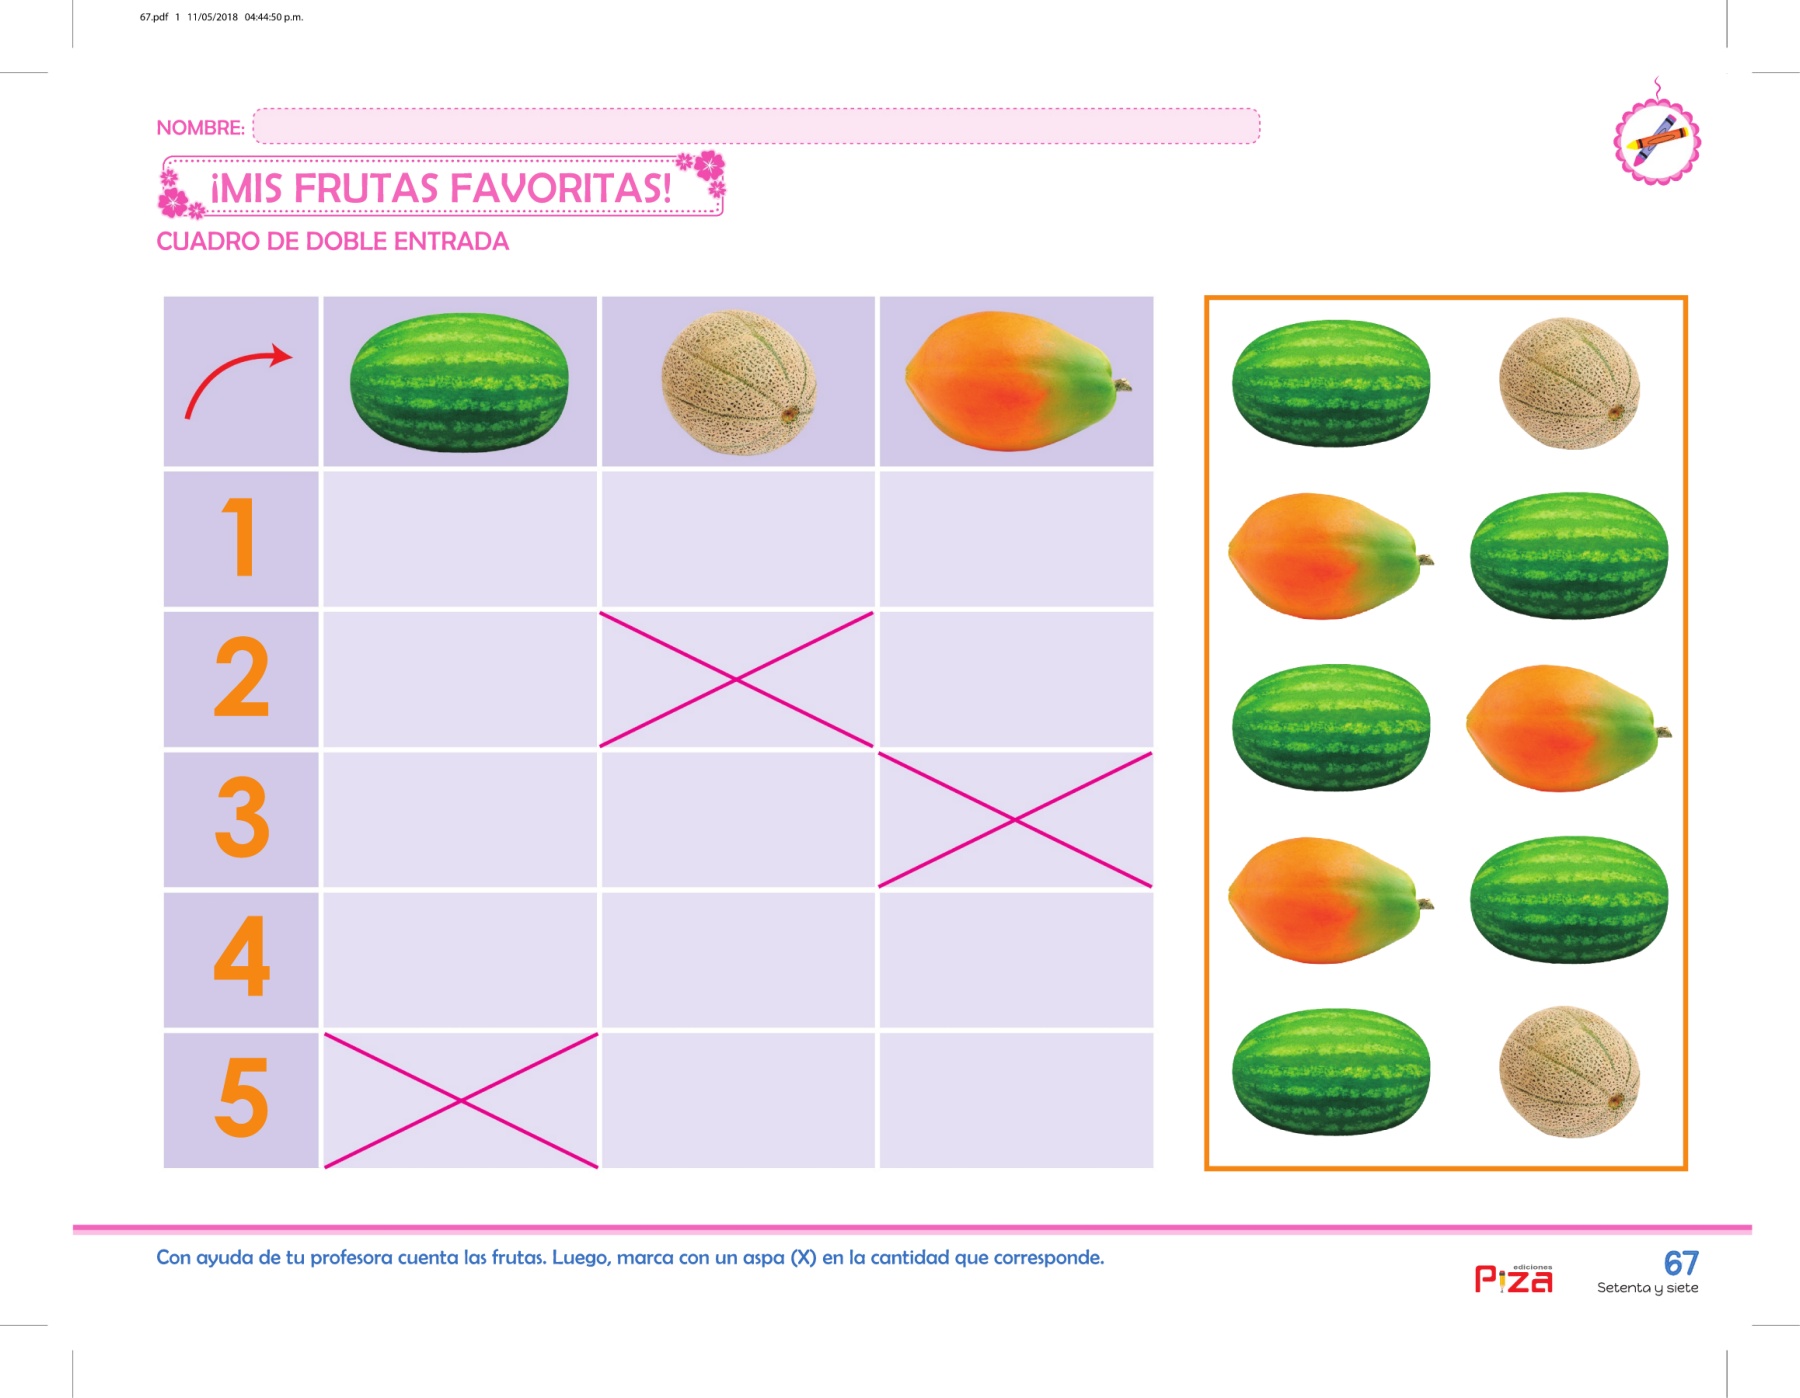 67.pdf 1 11/05/2018 04:44:50 p.m.
NOMBRE:
¡MIS FRUTAS FAVORITAS!
CUADRO DE DOBLE ENTRADA
1
2
3
4
5
Con ayuda de tu profesora cuenta las frutas. Luego, marca con un aspa (X) en la cantidad que corresponde.
ediciones
Piza
67
Setenta y siete